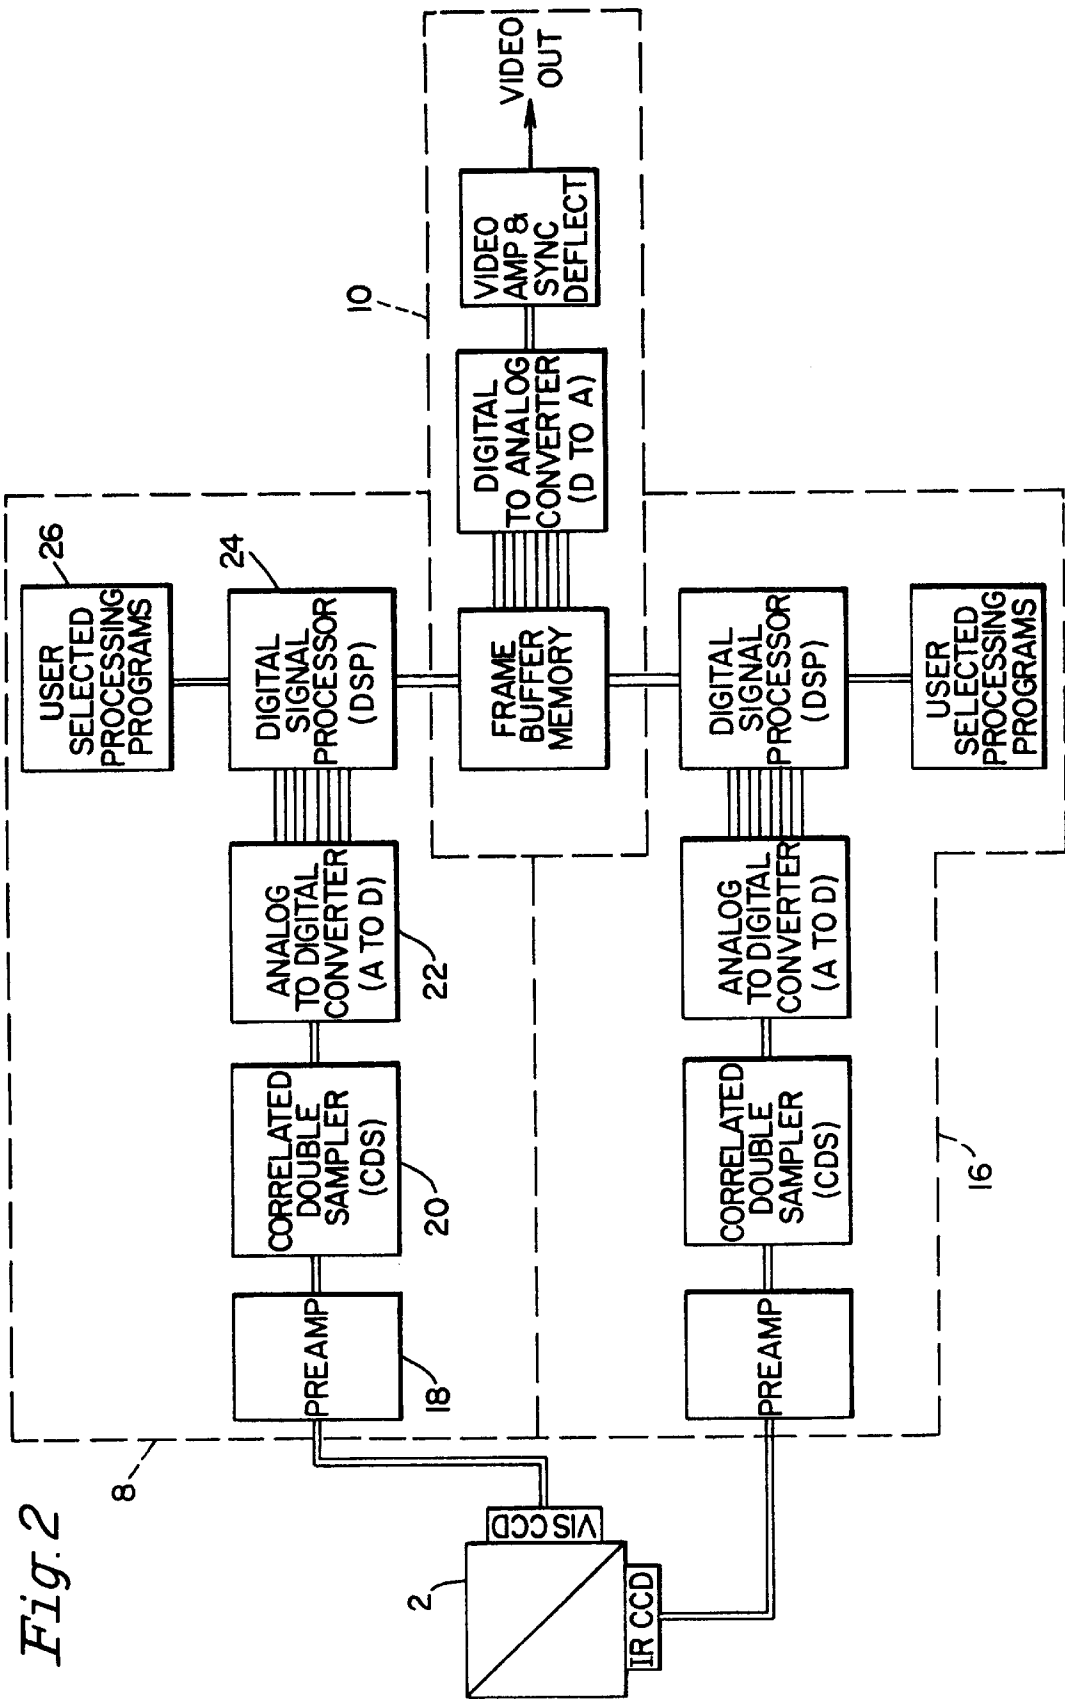 Fig. 2
8
USER
SELECTED
PROCESSING
PROGRAMS
26
PREAMP
18
CORRELATED
DOUBLE
SAMPLER
(CDS)
20
ANALOG
TO DIGITAL
CONVERTER
(A TO D)
22
DIGITAL
SIGNAL
PROCESSOR
(DSP)
24
10
2
VIS CCD
IR CCD
FRAME
BUFFER
MEMORY
DIGITAL
TO ANALOG
CONVERTER
(D TO A)
VIDEO
AMP &
SYNC
DEFLECT
VIDEO
OUT
PREAMP
CORRELATED
DOUBLE
SAMPLER
(CDS)
ANALOG
TO DIGITAL
CONVERTER
(A TO D)
DIGITAL
SIGNAL
PROCESSOR
(DSP)
USER
SELECTED
PROCESSING
PROGRAMS
16